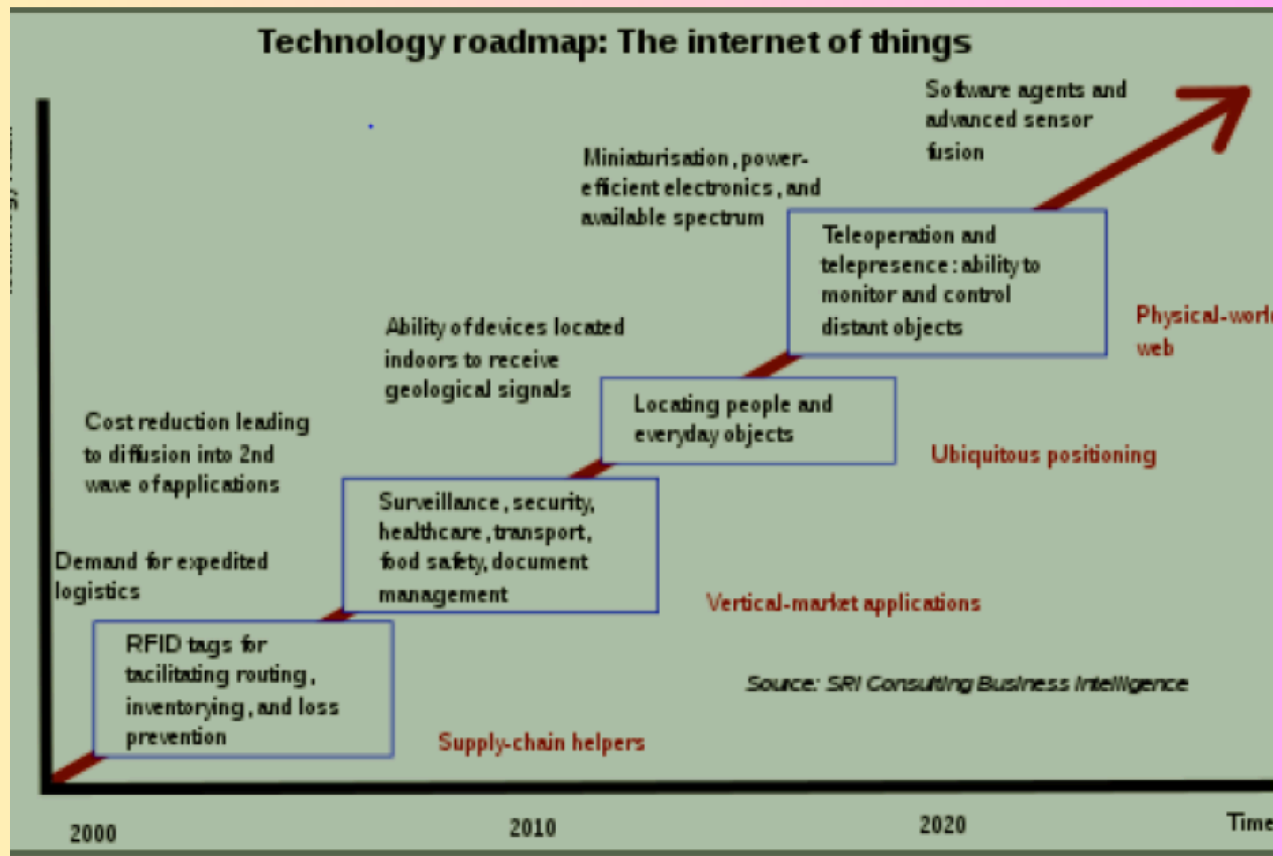 Technology roadmap: The internet of things
Software agents and
advanced sensor
fusion
Miniaturisation, power-
efficient electronics, and
available spectrum
Teleoperation and
telepresence: ability to
monitor and control
distant objects
Physical-worl
web
Ability of devices located
indoors to receive
geological signals
Locating people and
everyday objects
Ubiquitous positioning
Cost reduction leading
to diffusion into 2nd
wave of applications
Surveillance, security,
healthcare, transport,
food safety, document
management
Vertical-market applications
Demand for expedited
logistics
RFID tags for
tacilitating routing,
inventorying, and loss
prevention
Supply-chain helpers
Source: SRI Consulting Business Intelligence
2000
2010
2020
Time